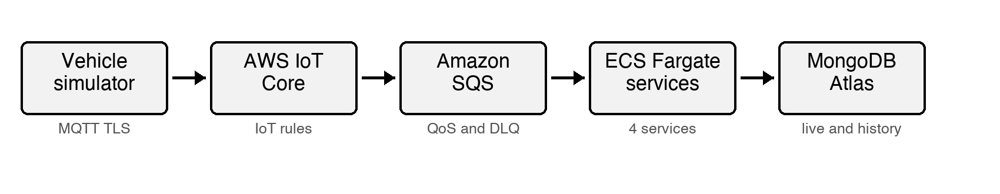 Vehicle
simulator
MQTT TLS
AWS IoT
Core
IoT rules
Amazon
SQS
QoS and DLQ
ECS Fargate
services
4 services
MongoDB
Atlas
live and history